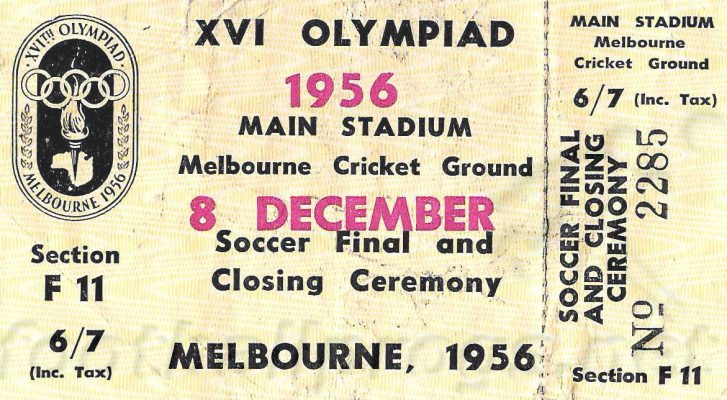 XVITH OLYMPIAD
MELBOURNE 1956
Section
F 11
6/7
(Inc. Tax)
XVI OLYMPIAD
1956
MAIN STADIUM
Melbourne Cricket Ground
8 DECEMBER
Soccer Final and
Closing Ceremony
MELBOURNE, 1956
MAIN STADIUM
Melbourne
Cricket Ground
6/7 (Inc. Tax)
SOCCER FINAL
AND CLOSING
CEREMONY
No 2285
Section F 11